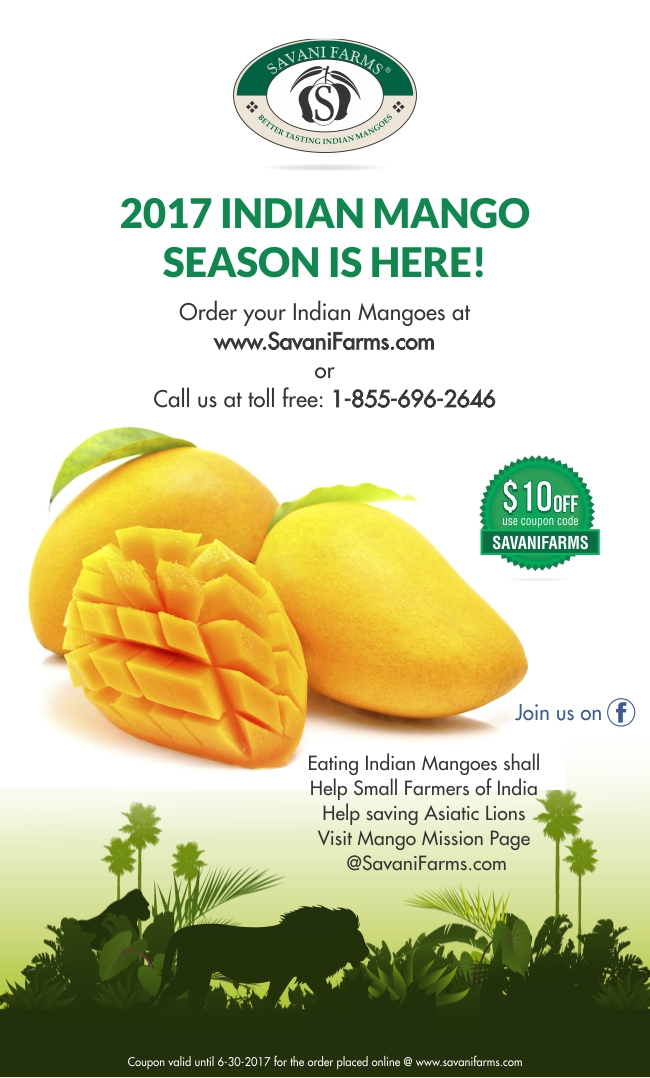 SAVANI FARMS®
S
BETTER TASTING INDIAN MANGOES
2017 INDIAN MANGO
SEASON IS HERE!
Order your Indian Mangoes at
www.SavaniFarms.com
or
Call us at toll free: 1-855-696-2646
$10 OFF
use coupon code
SAVANIFARMS
Join us on f
Eating Indian Mangoes shall
Help Small Farmers of India
Help saving Asiatic Lions
Visit Mango Mission Page
@SavaniFarms.com
Coupon valid until 6-30-2017 for the order placed online @ www.savanifarms.com